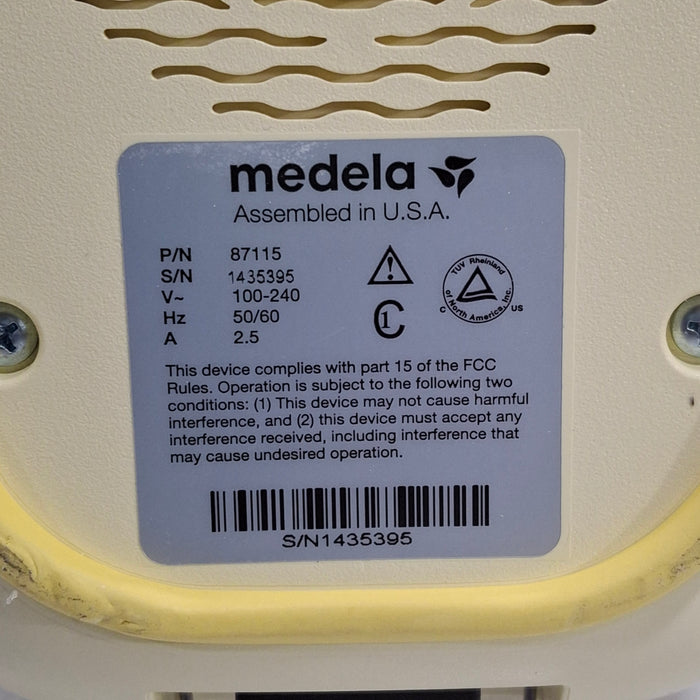 medela
Assembled in U.S.A.
P/N 87115
S/N 1435395
V~ 100-240
Hz 50/60
A 2.5
TUV Rheinland
of North America, Inc.
C US
1
This device complies with part 15 of the FCC
Rules. Operation is subject to the following two
conditions: (1) This device may not cause harmful
interference, and (2) this device must accept any
interference received, including interference that
may cause undesired operation.
S/N1435395